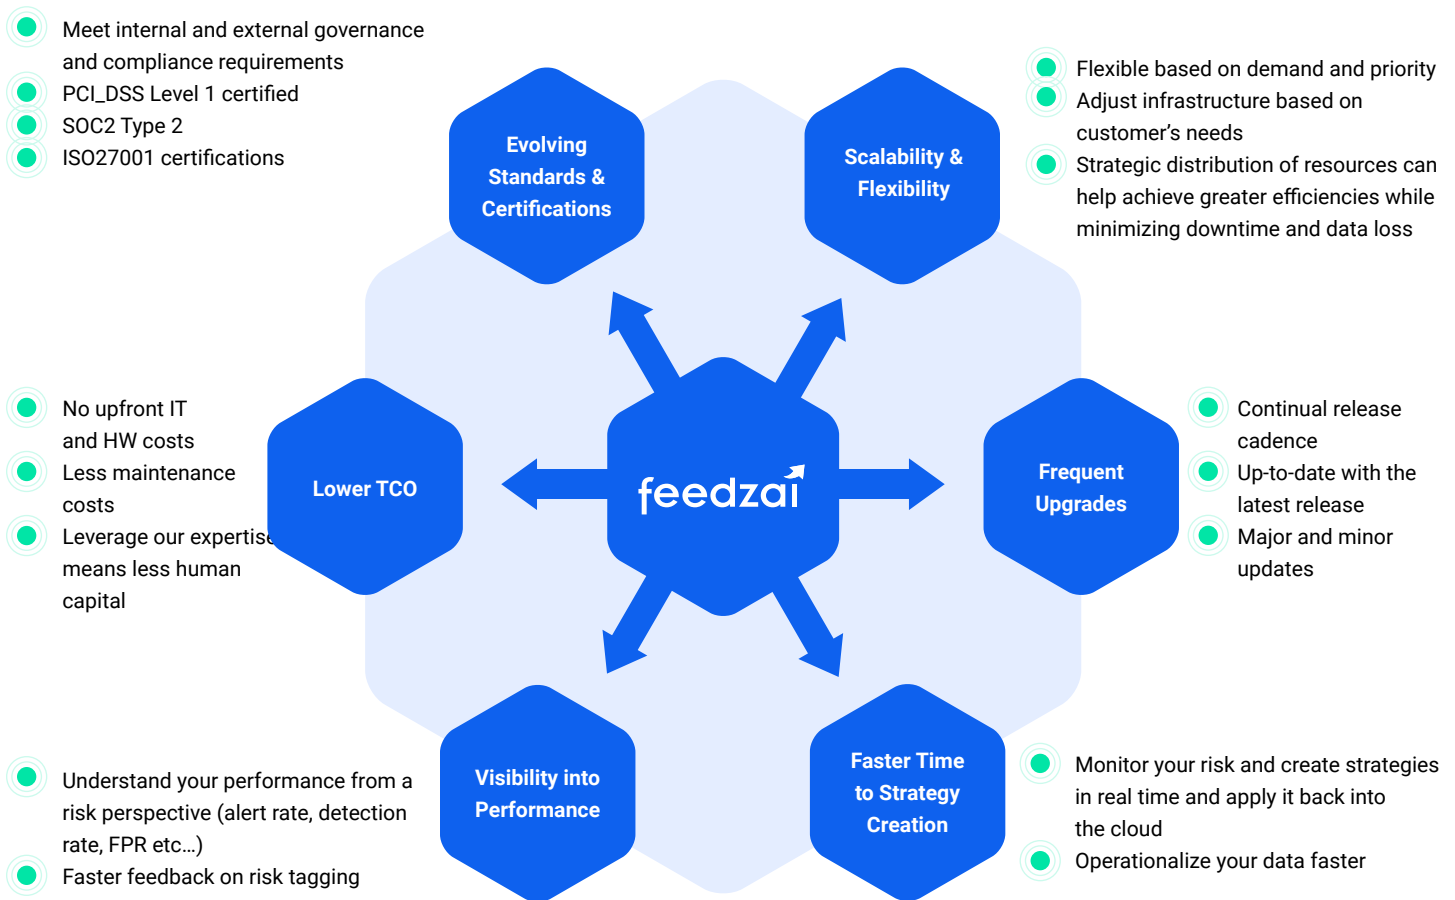 Meet internal and external governance
and compliance requirements
PCI_DSS Level 1 certified
SOC2 Type 2
ISO27001 certifications
Evolving
Standards &
Certifications
Scalability &
Flexibility
Flexible based on demand and priority
Adjust infrastructure based on
customer’s needs
Strategic distribution of resources can
help achieve greater efficiencies while
minimizing downtime and data loss
No upfront IT
and HW costs
Less maintenance
costs
Leverage our expertise
means less human
capital
Lower TCO
feedzai
Frequent
Upgrades
Continual release
cadence
Up-to-date with the
latest release
Major and minor
updates
Understand your performance from a
risk perspective (alert rate, detection
rate, FPR etc…)
Faster feedback on risk tagging
Visibility into
Performance
Faster Time
to Strategy
Creation
Monitor your risk and create strategies
in real time and apply it back into
the cloud
Operationalize your data faster